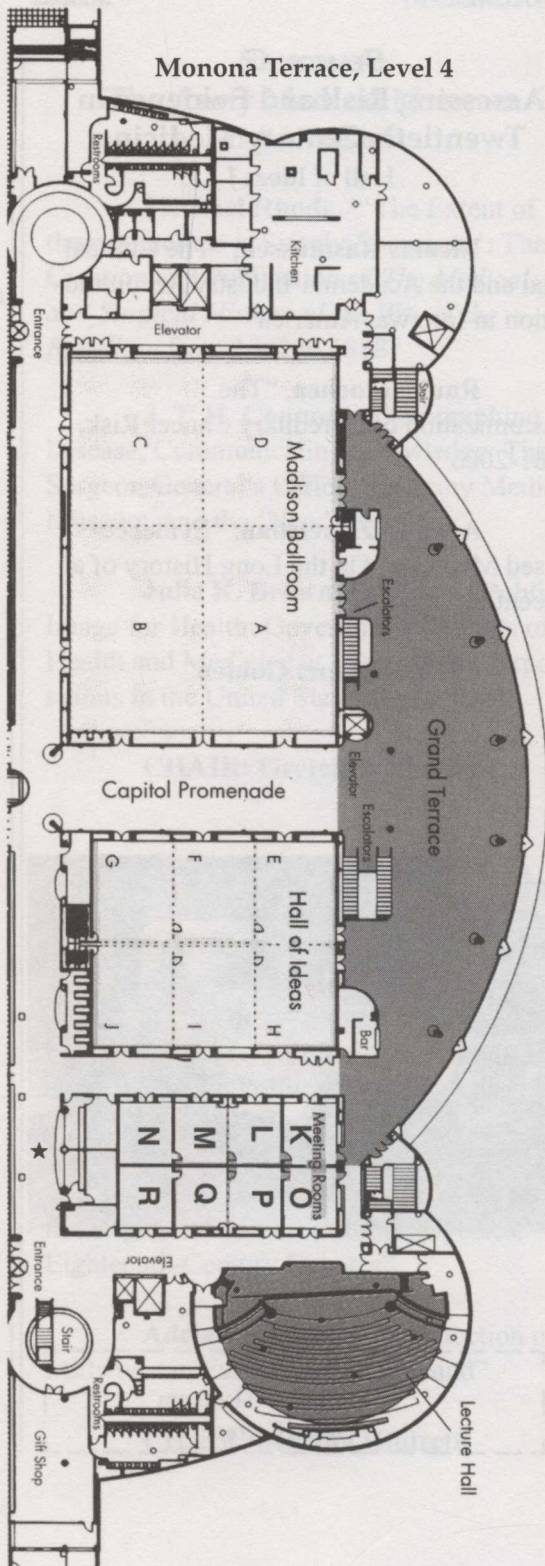 Monona Terrace, Level 4
Restrooms
Kitchen
Entrance
Elevator
Stair
C
D
Madison Ballroom
B
A
Escalators
Grand Terrace
Elevator
Capitol Promenade
Escalators
G
F
E
Hall of Ideas
J
I
H
Bar
Meeting Rooms
N
M
L
K
R
Q
P
O
Entrance
Elevator
Stair
Restrooms
Lecture Hall
Gift Shop